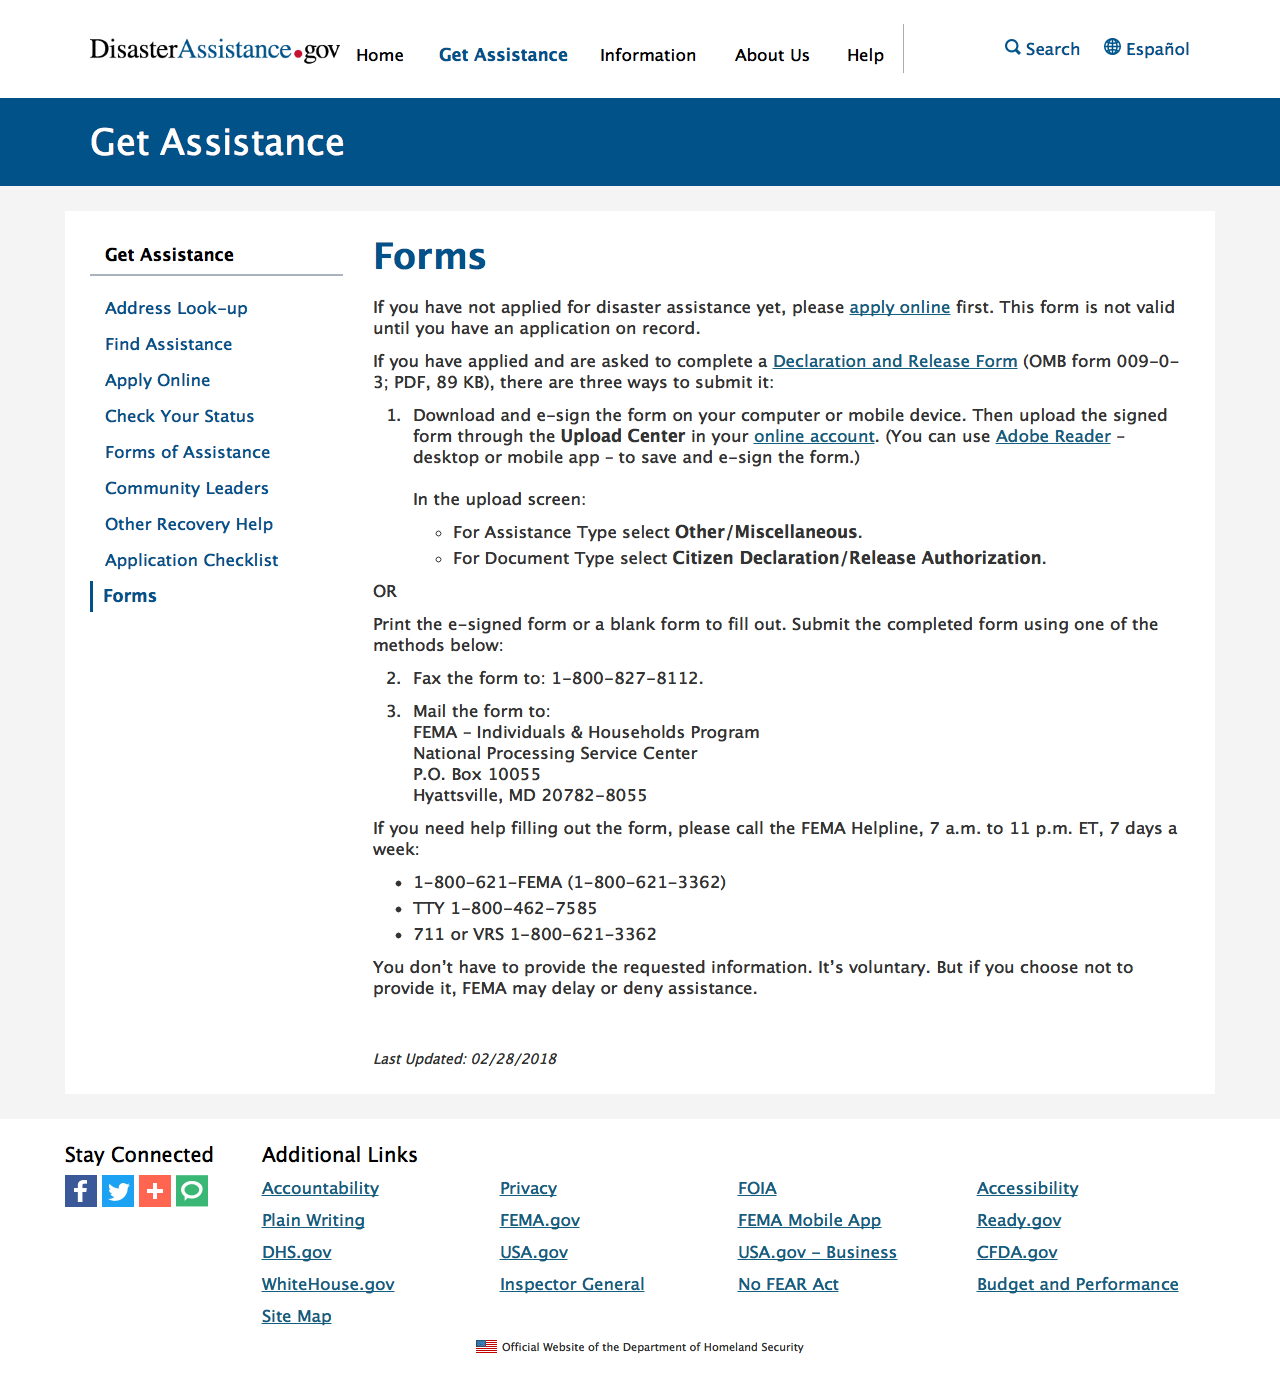 DisasterAssistance.gov Home Get Assistance Information About Us Help Search Español
Get Assistance
Get Assistance
Address Look-up
Find Assistance
Apply Online
Check Your Status
Forms of Assistance
Community Leaders
Other Recovery Help
Application Checklist
Forms
Forms
If you have not applied for disaster assistance yet, please apply online first. This form is not valid
until you have an application on record.
If you have applied and are asked to complete a Declaration and Release Form (OMB form 009-0-
3; PDF, 89 KB), there are three ways to submit it:
1. Download and e-sign the form on your computer or mobile device. Then upload the signed
form through the Upload Center in your online account. (You can use Adobe Reader –
desktop or mobile app – to save and e-sign the form.)
In the upload screen:
◦ For Assistance Type select Other/Miscellaneous.
◦ For Document Type select Citizen Declaration/Release Authorization.
OR
Print the e-signed form or a blank form to fill out. Submit the completed form using one of the
methods below:
2. Fax the form to: 1-800-827-8112.
3. Mail the form to:
FEMA – Individuals & Households Program
National Processing Service Center
P.O. Box 10055
Hyattsville, MD 20782-8055
If you need help filling out the form, please call the FEMA Helpline, 7 a.m. to 11 p.m. ET, 7 days a
week:
• 1-800-621-FEMA (1-800-621-3362)
• TTY 1-800-462-7585
• 711 or VRS 1-800-621-3362
You don’t have to provide the requested information. It’s voluntary. But if you choose not to
provide it, FEMA may delay or deny assistance.
Last Updated: 02/28/2018
Stay Connected
Additional Links
Accountability Privacy FOIA Accessibility
Plain Writing FEMA.gov FEMA Mobile App Ready.gov
DHS.gov USA.gov USA.gov – Business CFDA.gov
WhiteHouse.gov Inspector General No FEAR Act Budget and Performance
Site Map
Official Website of the Department of Homeland Security